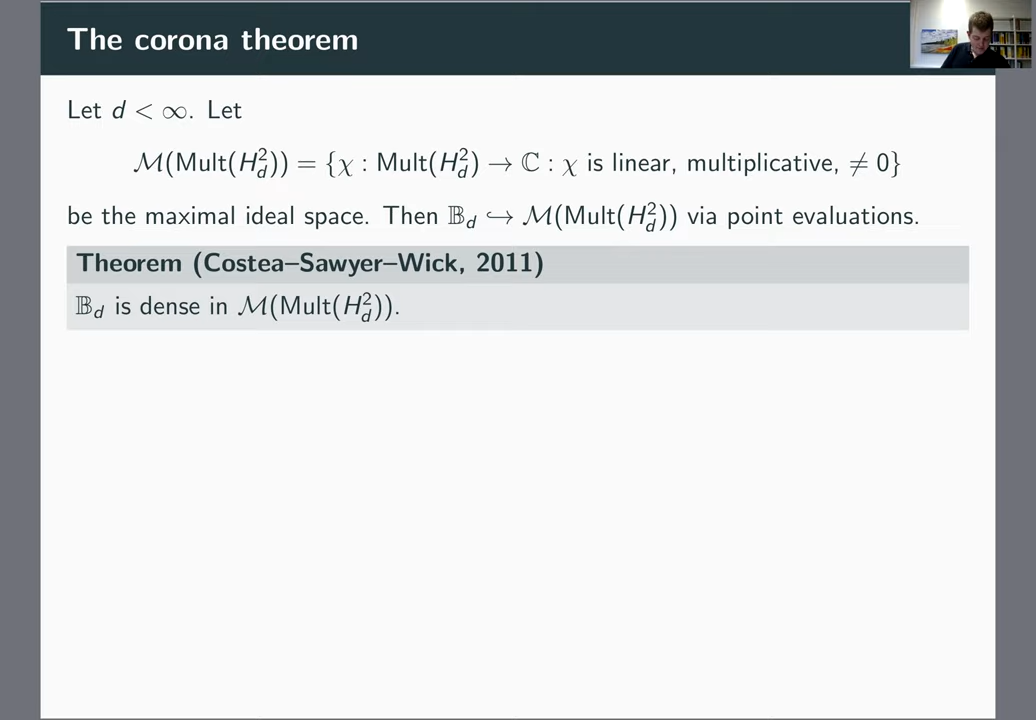 The corona theorem
Let d < ∞. Let
ℳ(Mult(H²_d)) = {χ : Mult(H²_d) → ℂ : χ is linear, multiplicative, ≠ 0}
be the maximal ideal space. Then 𝔹_d ↪ ℳ(Mult(H²_d)) via point evaluations.
Theorem (Costea–Sawyer–Wick, 2011)
𝔹_d is dense in ℳ(Mult(H²_d)).